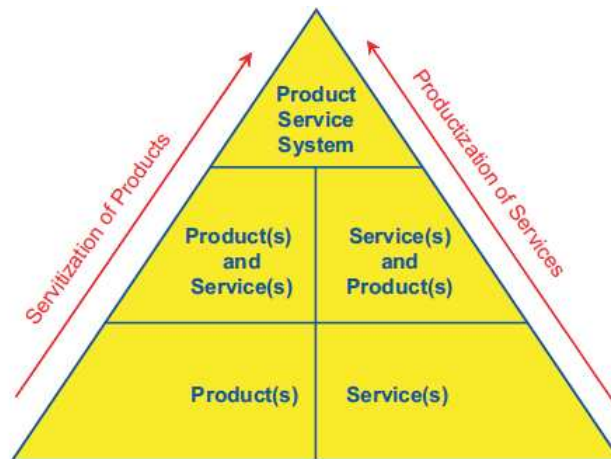 Product
Service
System
Servitization of Products
Productization of Services
Product(s)
and
Service(s)
Service(s)
and
Product(s)
Product(s)
Service(s)